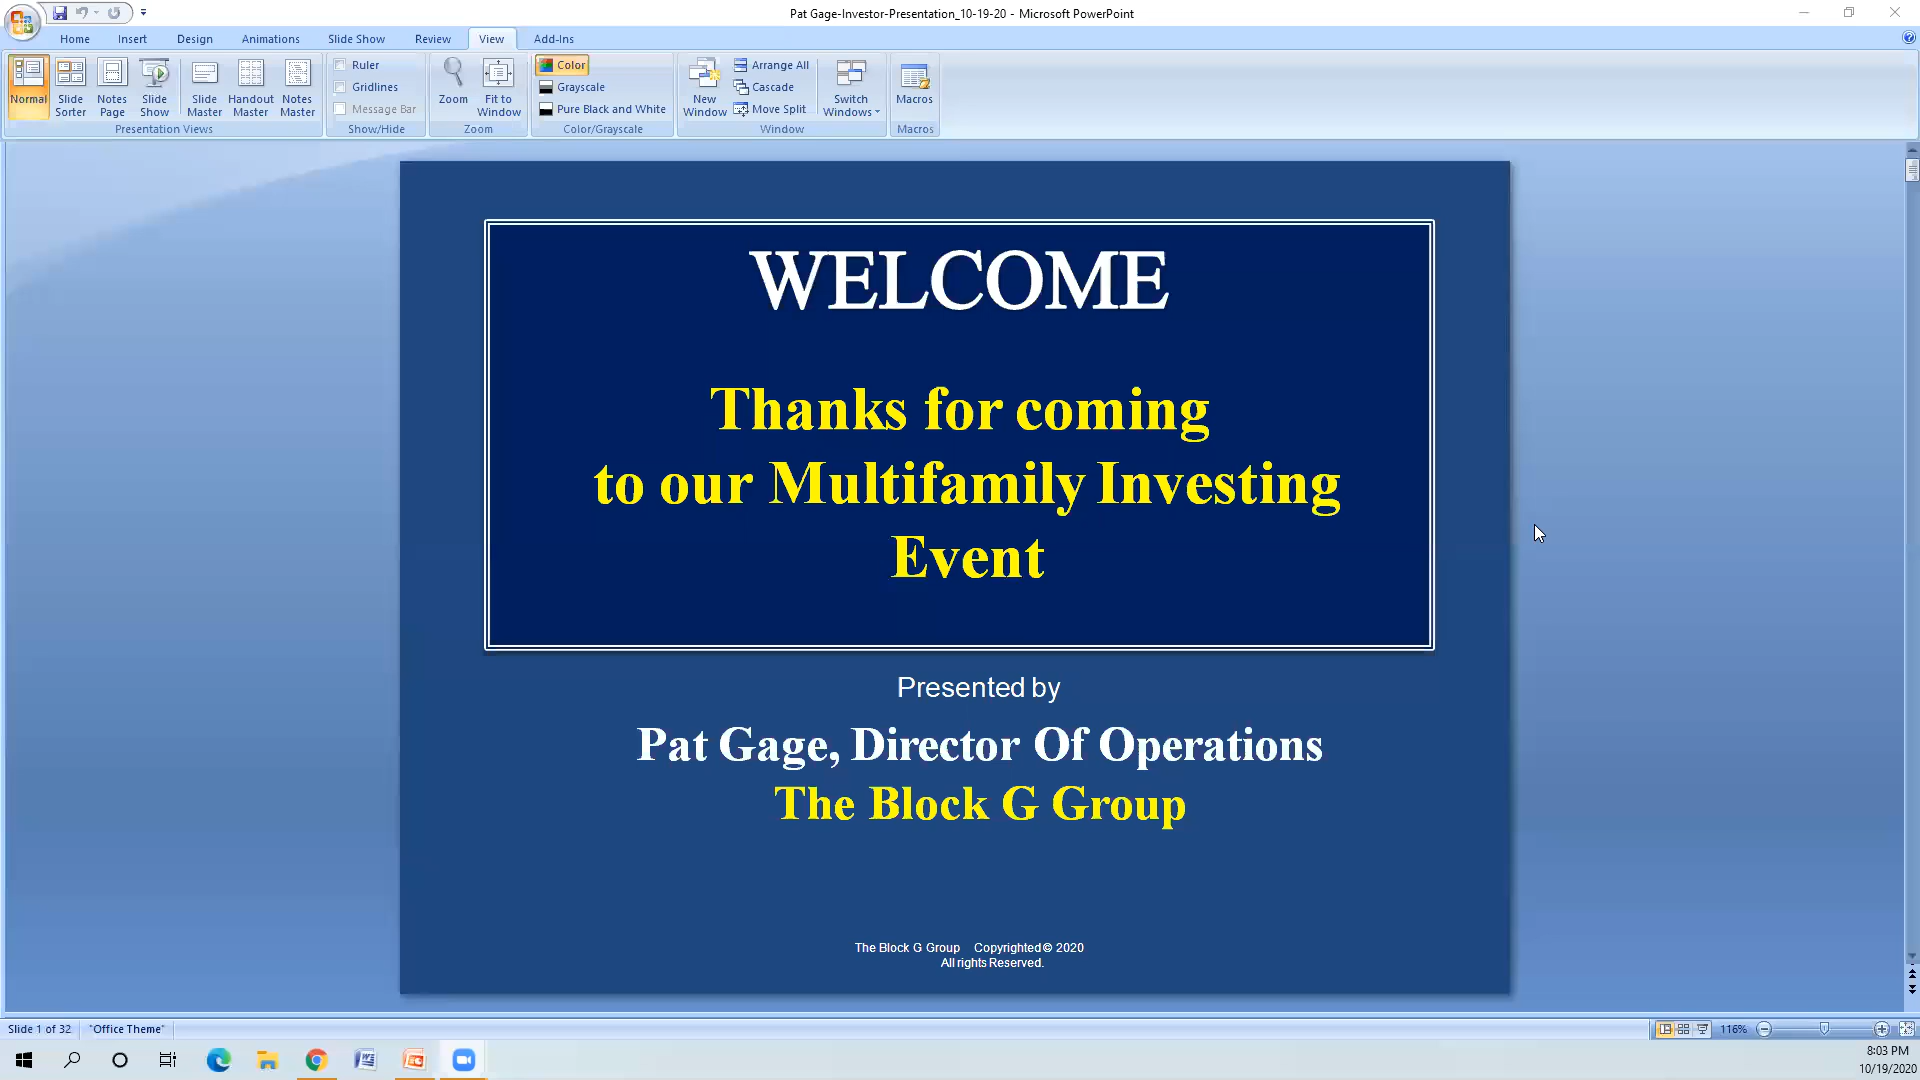 Pat Gage-Investor-Presentation_10-19-20 - Microsoft PowerPoint
Home Insert Design Animations Slide Show Review View Add-Ins
Normal
Slide Sorter
Notes Page
Slide Show
Slide Master
Handout Master
Notes Master
Presentation Views
Ruler
Gridlines
Message Bar
Show/Hide
Zoom
Fit to Window
Zoom
Color
Grayscale
Pure Black and White
Color/Grayscale
New Window
Arrange All
Cascade
Move Split
Switch Windows
Window
Macros
Macros
WELCOME
Thanks for coming
to our Multifamily Investing
Event
Presented by
Pat Gage, Director Of Operations
The Block G Group
The Block G Group Copyrighted © 2020
All rights Reserved.
Slide 1 of 32 "Office Theme" 116%
8:03 PM
10/19/2020